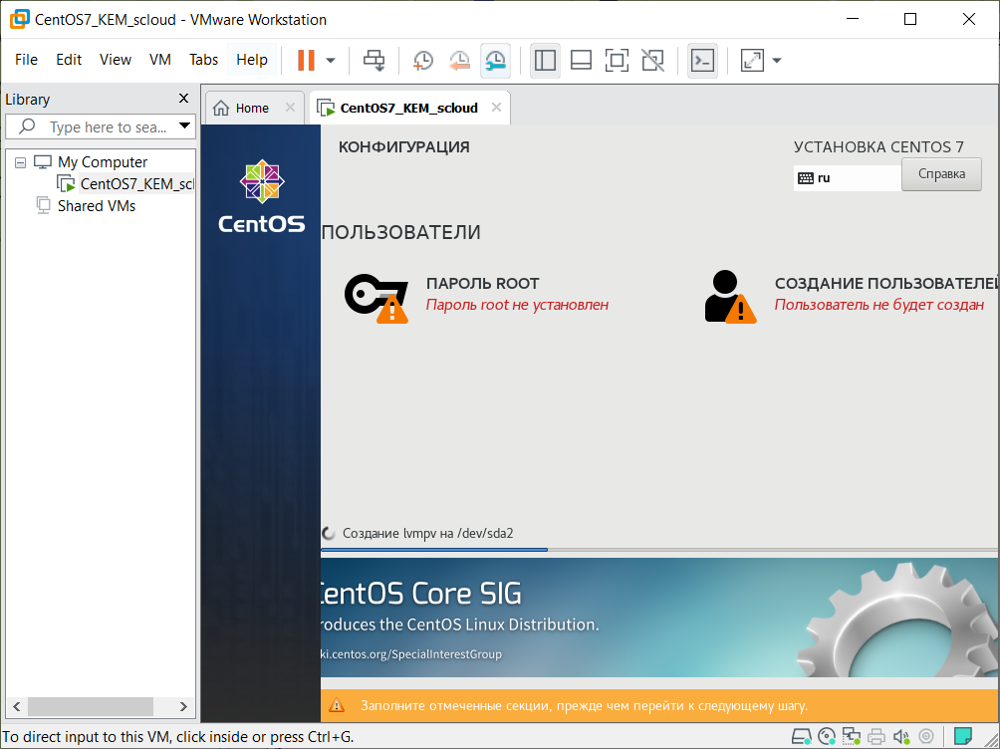 CentOS7_KEM_scloud - VMware Workstation
File Edit View VM Tabs Help
Library
Home
CentOS7_KEM_scloud
Type here to sea...
My Computer
CentOS7_KEM_scl
Shared VMs
CentOS
КОНФИГУРАЦИЯ
УСТАНОВКА CENTOS 7
ru
Справка
ПОЛЬЗОВАТЕЛИ
ПАРОЛЬ ROOT
Пароль root не установлен
СОЗДАНИЕ ПОЛЬЗОВАТЕЛЕЙ
Пользователь не будет создан
Создание lvmpv на /dev/sda2
CentOS Core SIG
roduces the CentOS Linux Distribution.
ki.centos.org/SpecialInterestGroup
Заполните отмеченные секции, прежде чем перейти к следующему шагу.
To direct input to this VM, click inside or press Ctrl+G.